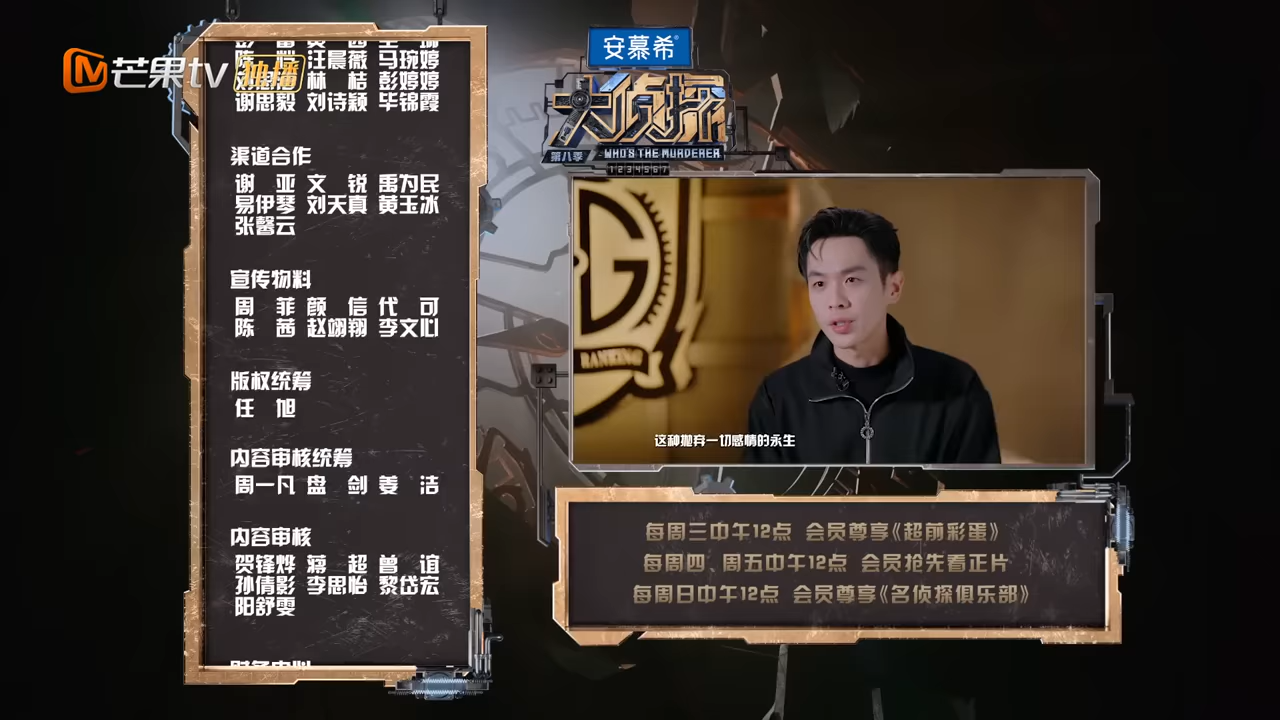 芒果tv 独播
汪晨薇 马琬婷
林 桔 彭婷婷
谢思毅 刘诗颖 毕锦霞
渠道合作
谢 亚 文 锐 禹为民
易伊琴 刘天真 黄玉冰
张馨云
宣传物料
周 菲 颜 信 代 可
陈 茜 赵翊翔 李文心
版权统筹
任 旭
内容审核统筹
周一凡 盘 剑 姜 洁
内容审核
贺锋烨 蒋 超 曾 谊
孙倩影 李思怡 黎岱宏
阳舒雯
安慕希®
大侦探
第八季 WHO'S THE MURDERER
1234567
G
RANKING
这种抛弃一切感情的永生
每周三中午12点 会员尊享《超前彩蛋》
每周四、周五中午12点 会员抢先看正片
每周日中午12点 会员尊享《名侦探俱乐部》